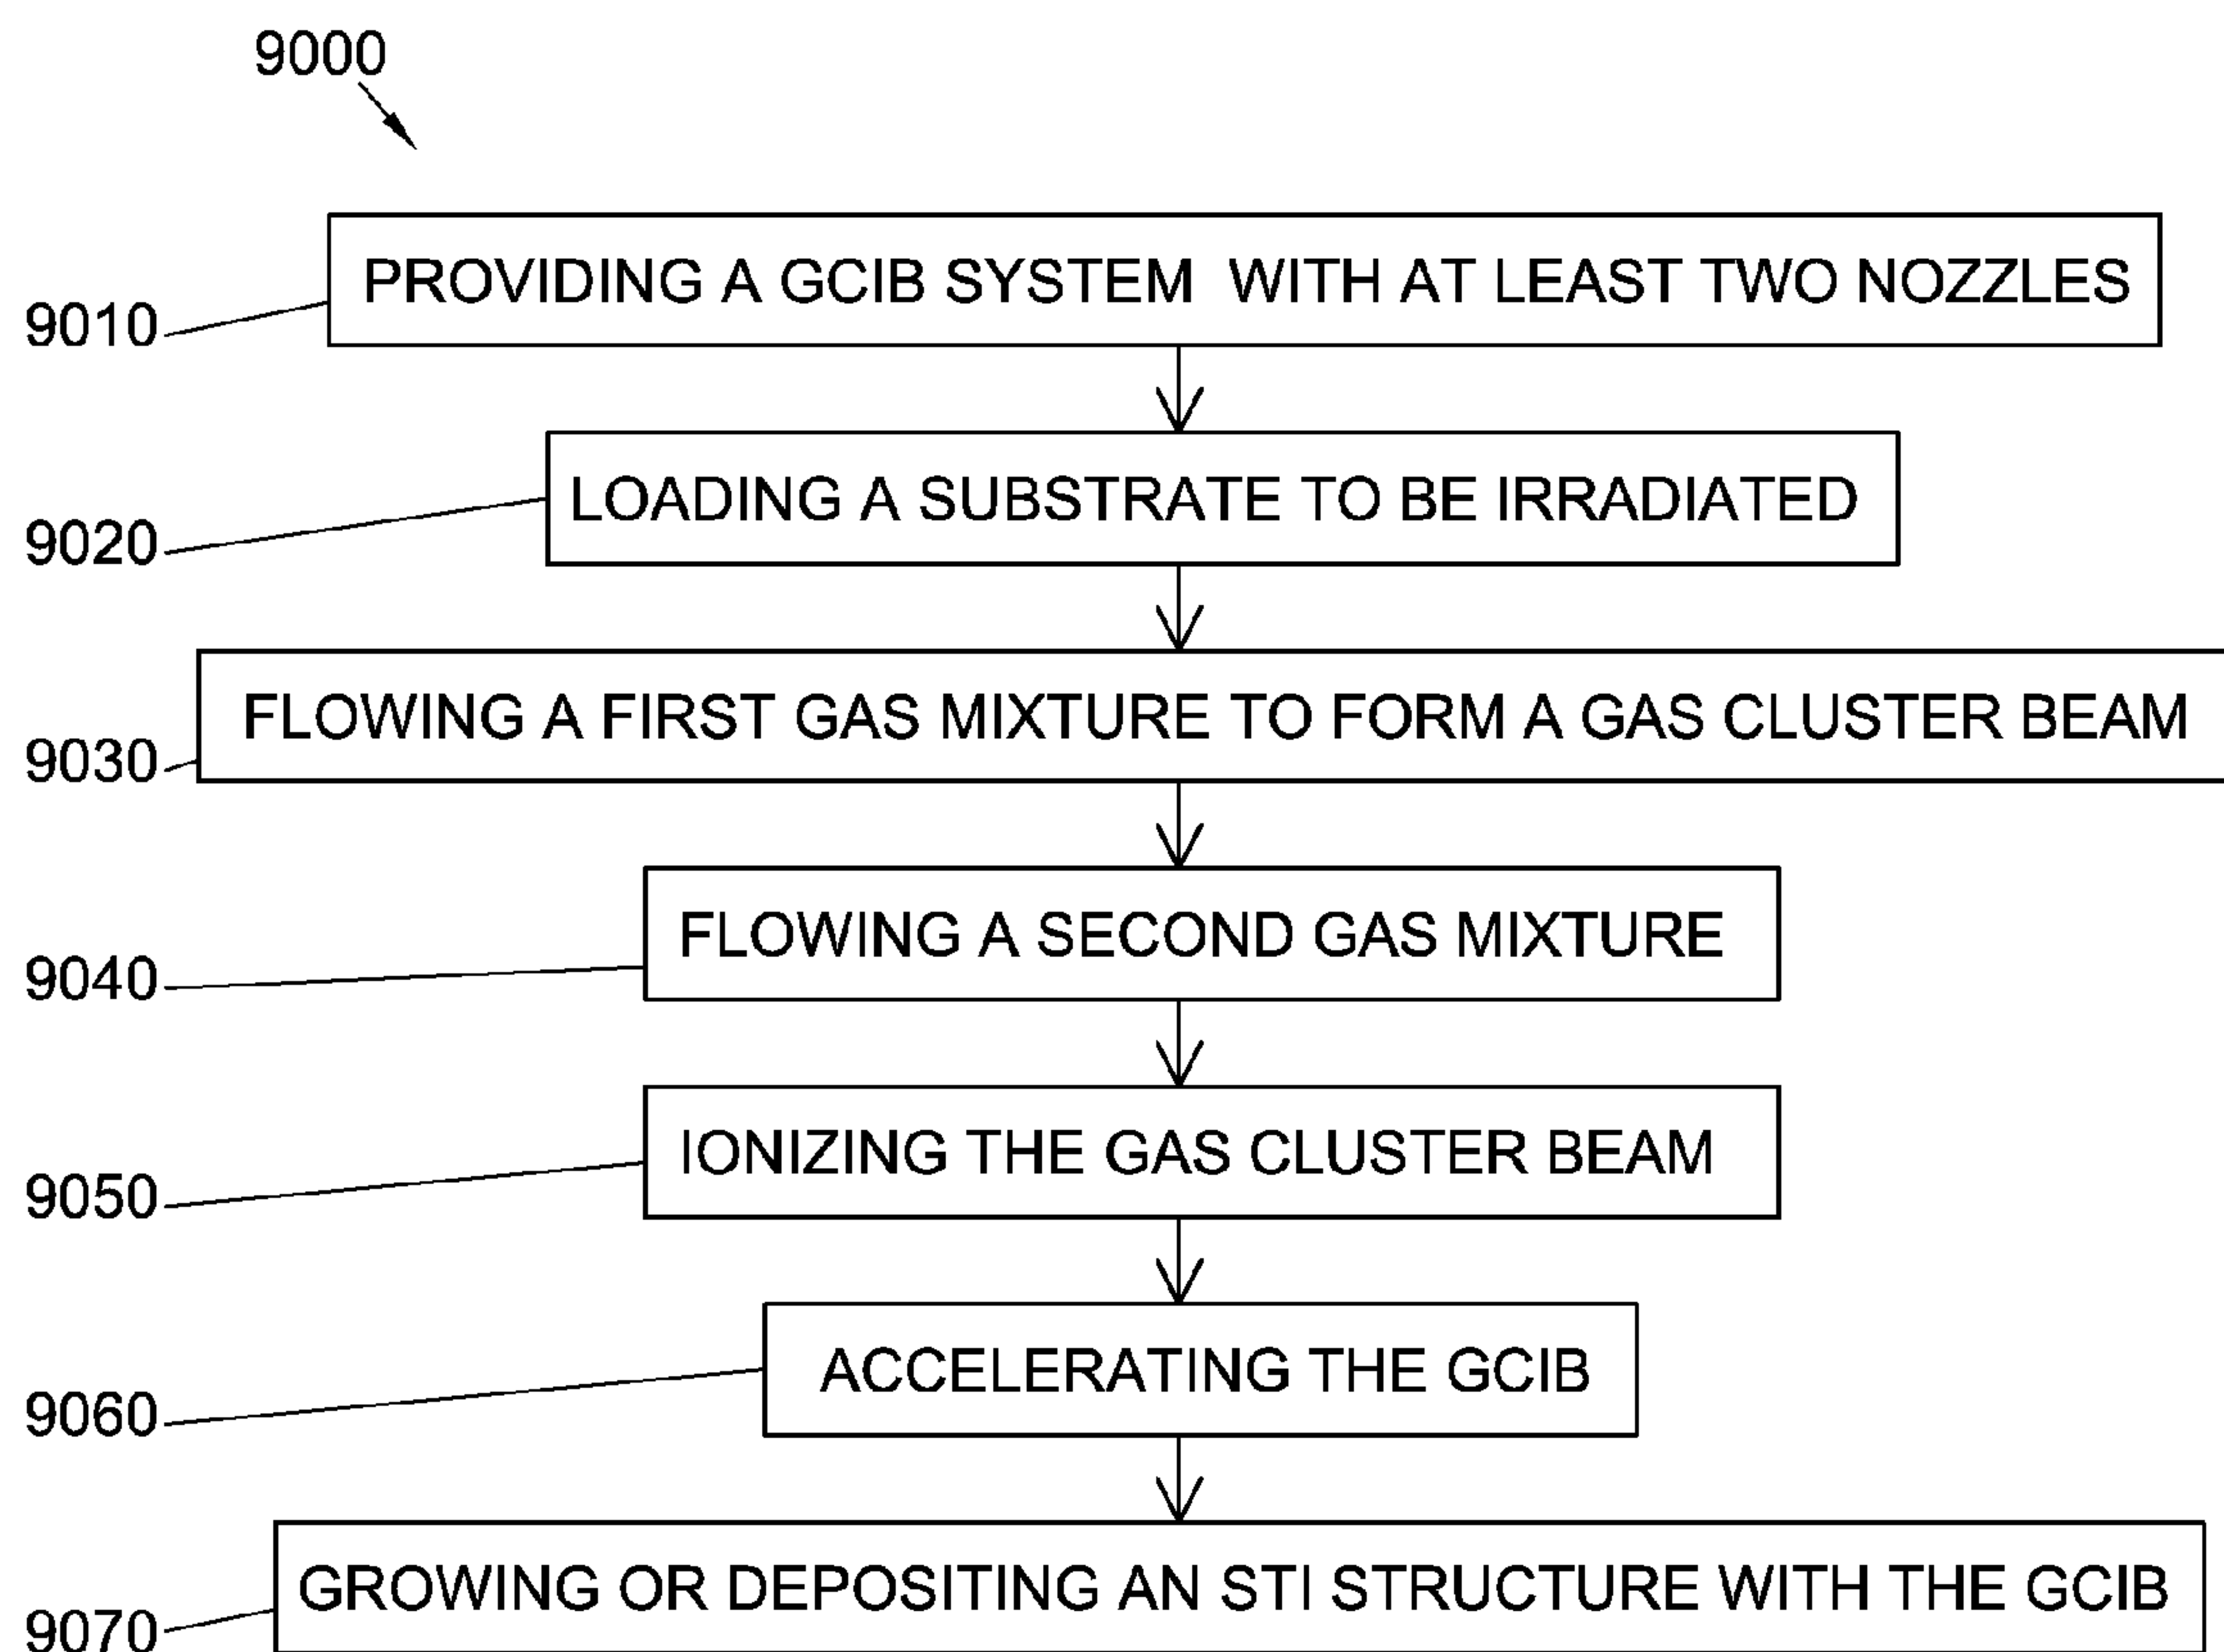 9000
9010
PROVIDING A GCIB SYSTEM WITH AT LEAST TWO NOZZLES
9020
LOADING A SUBSTRATE TO BE IRRADIATED
9030
FLOWING A FIRST GAS MIXTURE TO FORM A GAS CLUSTER BEAM
9040
FLOWING A SECOND GAS MIXTURE
9050
IONIZING THE GAS CLUSTER BEAM
9060
ACCELERATING THE GCIB
9070
GROWING OR DEPOSITING AN STI STRUCTURE WITH THE GCIB